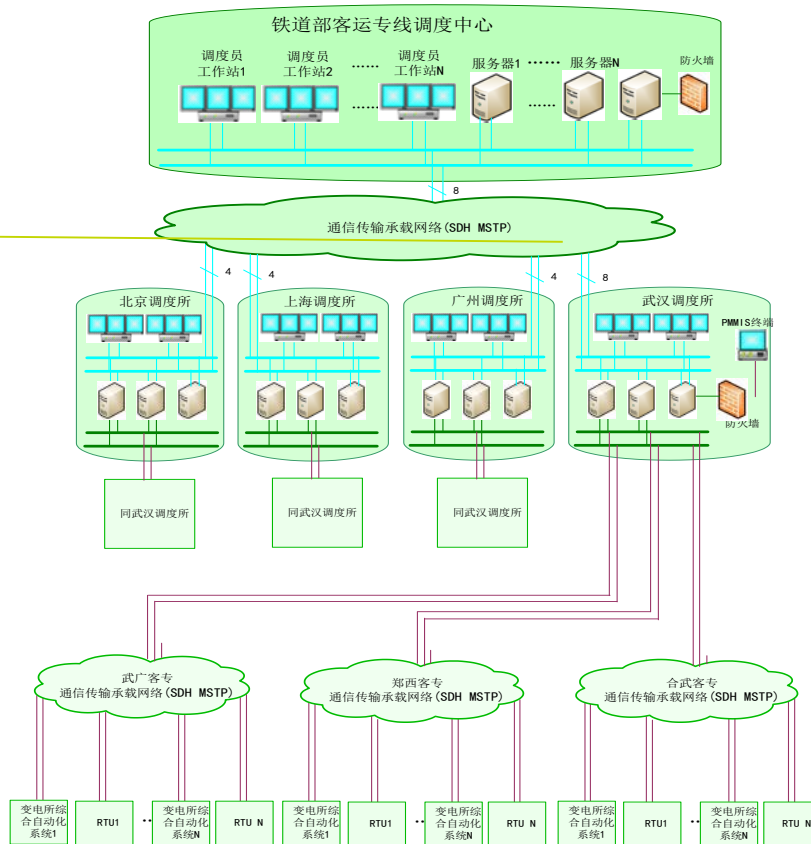 铁道部客运专线调度中心
调度员
工作站1
调度员
工作站2
······
调度员
工作站N
服务器1
······
服务器N
防火墙
······
······
8
通信传输承载网络(SDH MSTP)
4
4
4
8
北京调度所
上海调度所
广州调度所
武汉调度所
PMMIS终端
防火墙
同武汉调度所
同武汉调度所
同武汉调度所
武广客专
通信传输承载网络(SDH MSTP)
郑西客专
通信传输承载网络(SDH MSTP)
合武客专
通信传输承载网络(SDH MSTP)
变电所综
合自动化
系统1
RTU1
··
变电所综
合自动化
系统N
RTU N
变电所综
合自动化
系统1
RTU1
··
变电所综
合自动化
系统N
RTU N
变电所综
合自动化
系统1
RTU1
··
变电所综
合自动化
系统N
RTU N